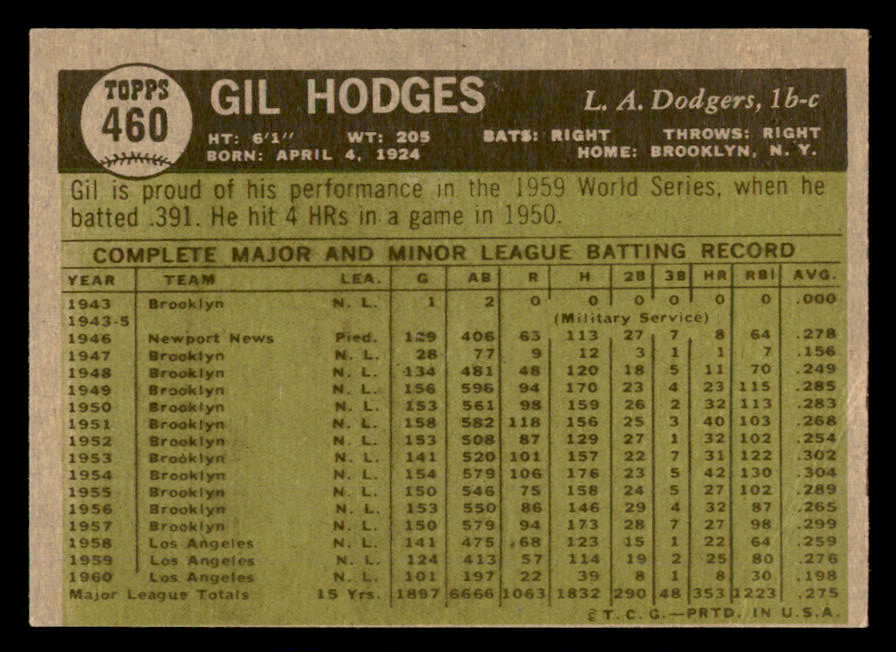 TOPPS
460
GIL HODGES L. A. Dodgers, 1b-c
HT: 6'1" WT: 205 BATS: RIGHT THROWS: RIGHT
BORN: APRIL 4, 1924 HOME: BROOKLYN, N. Y.
Gil is proud of his performance in the 1959 World Series, when he
batted .391. He hit 4 HRs in a game in 1950.
COMPLETE MAJOR AND MINOR LEAGUE BATTING RECORD
YEAR TEAM LEA. G AB R H 2B 3B HR RBI AVG.
1943 Brooklyn N. L. 1 2 0 0 0 0 0 0 .000
1943-5 (Military Service)
1946 Newport News Pied. 129 406 65 113 27 7 8 64 .278
1947 Brooklyn N. L. 28 77 9 12 3 1 1 7 .156
1948 Brooklyn N. L. 134 481 48 120 18 5 11 70 .249
1949 Brooklyn N. L. 156 596 94 170 23 4 23 115 .285
1950 Brooklyn N. L. 153 561 98 159 26 2 32 113 .283
1951 Brooklyn N. L. 158 582 118 156 25 3 40 103 .268
1952 Brooklyn N. L. 153 508 87 129 27 1 32 102 .254
1953 Brooklyn N. L. 141 520 101 157 22 7 31 122 .302
1954 Brooklyn N. L. 154 579 106 176 23 5 42 130 .304
1955 Brooklyn N. L. 150 546 75 158 24 5 27 102 .289
1956 Brooklyn N. L. 153 550 86 146 29 4 32 87 .265
1957 Brooklyn N. L. 150 579 94 173 28 7 27 98 .299
1958 Los Angeles N. L. 141 475 68 123 15 1 22 64 .259
1959 Los Angeles N. L. 124 413 57 114 19 2 25 80 .276
1960 Los Angeles N. L. 101 197 22 39 8 1 8 30 .198
Major League Totals 15 Yrs. 1897 6666 1063 1832 290 48 353 1223 .275
© T. C. G.—PRTD. IN U.S.A.